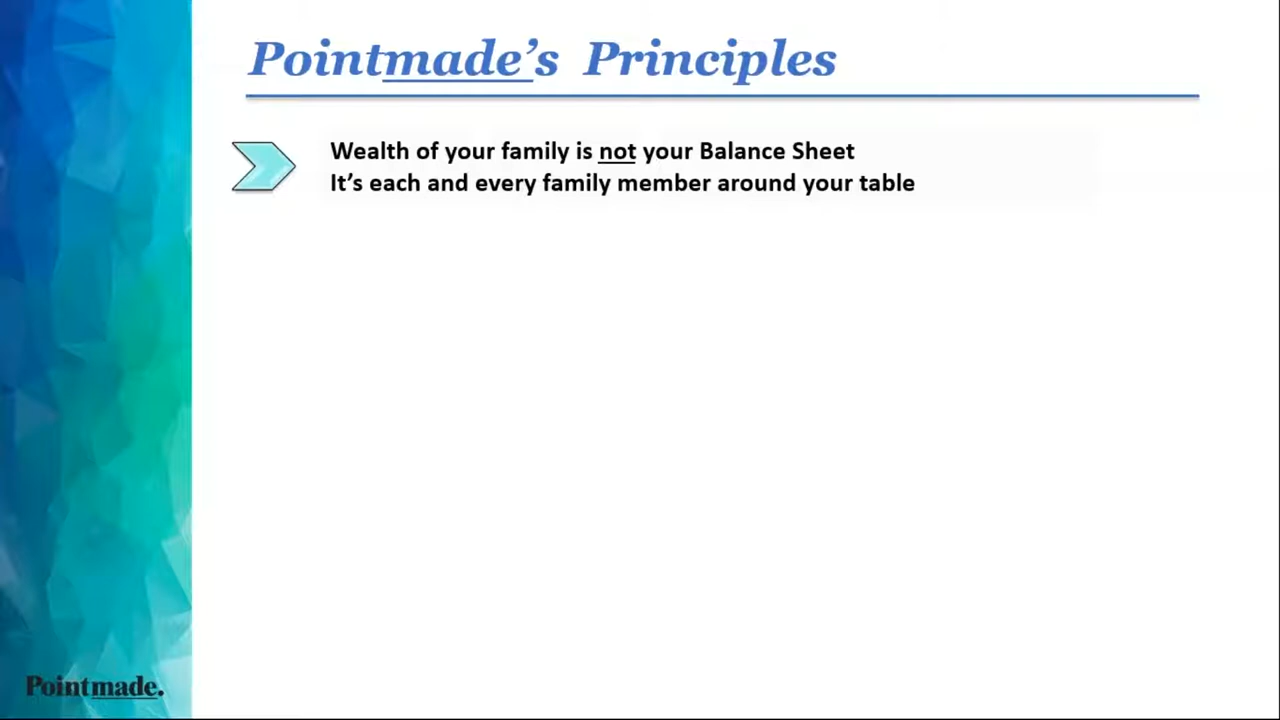 Pointmade's Principles
Wealth of your family is not your Balance Sheet
It's each and every family member around your table
Pointmade.